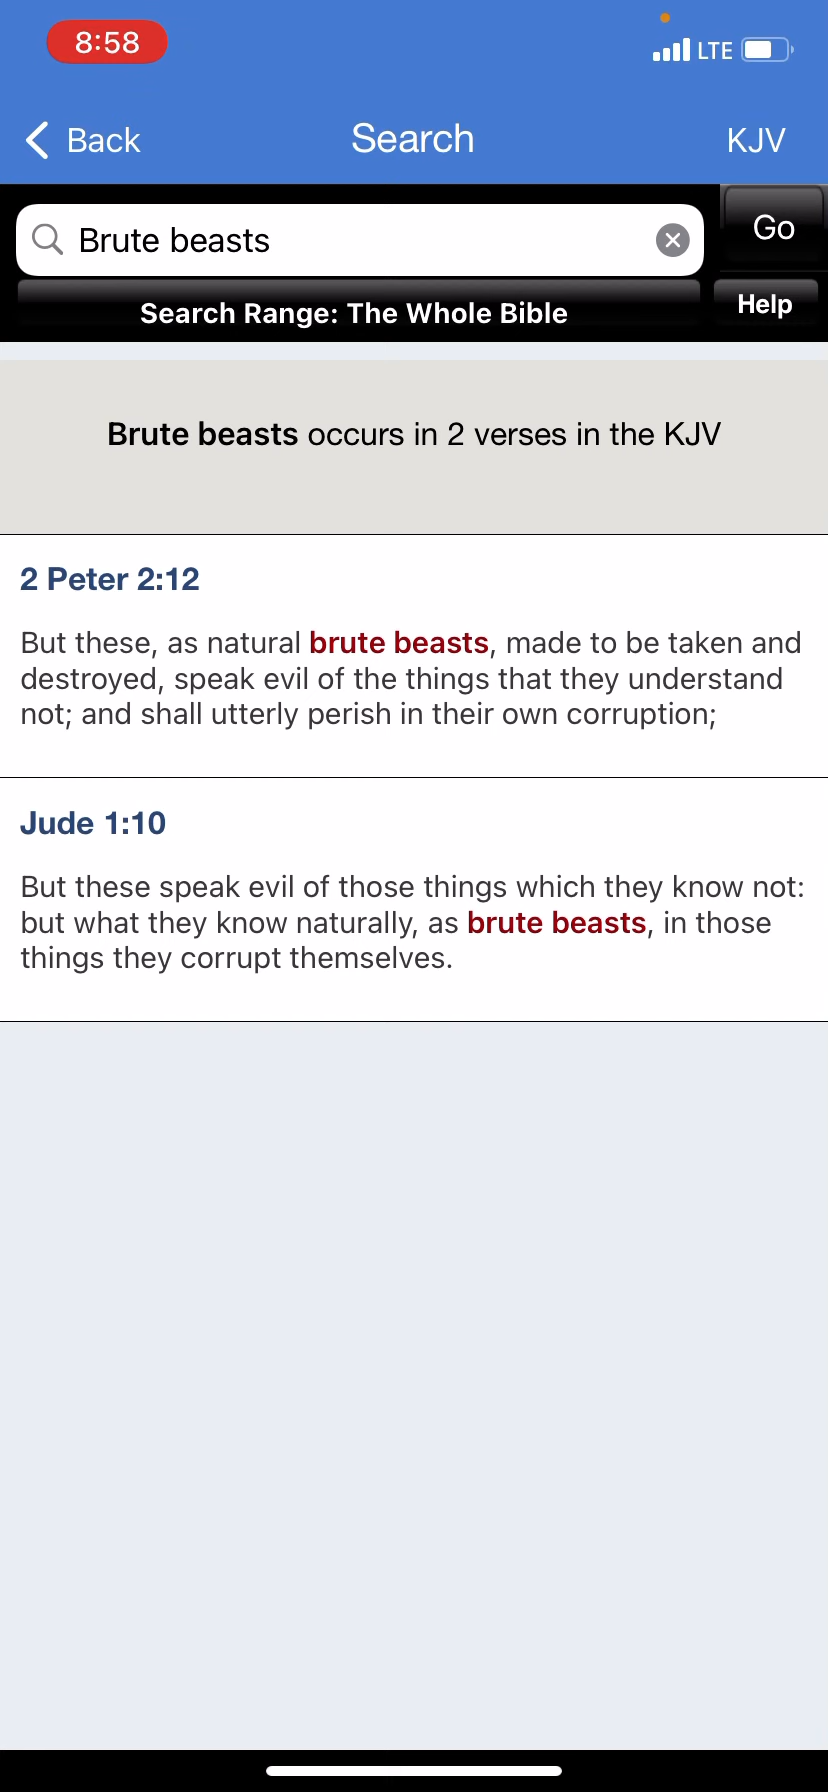 8:58
LTE
Back
Search
KJV
Brute beasts
Go
Search Range: The Whole Bible
Help
Brute beasts occurs in 2 verses in the KJV
2 Peter 2:12
But these, as natural brute beasts, made to be taken and
destroyed, speak evil of the things that they understand
not; and shall utterly perish in their own corruption;
Jude 1:10
But these speak evil of those things which they know not:
but what they know naturally, as brute beasts, in those
things they corrupt themselves.